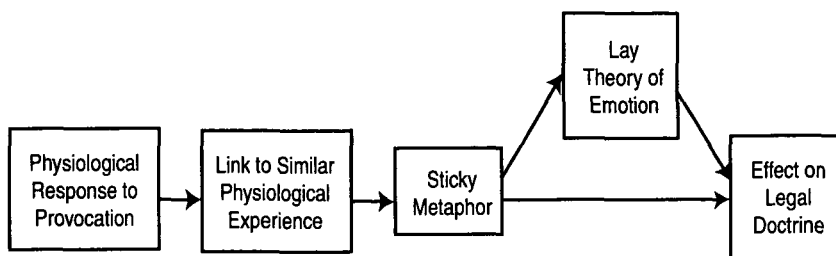 Physiological
Response to
Provocation
Link to Similar
Physiological
Experience
Sticky
Metaphor
Lay
Theory of
Emotion
Effect on
Legal
Doctrine